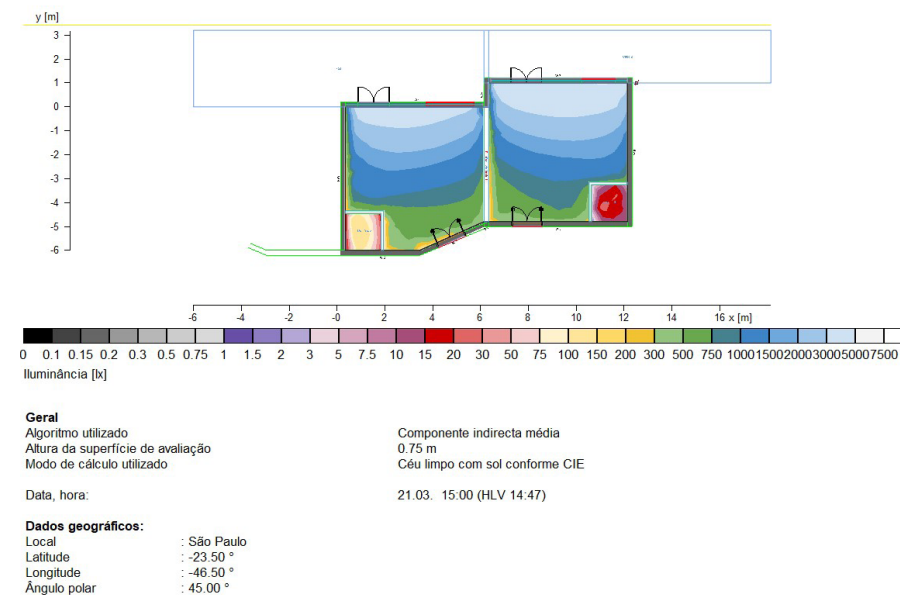 y [m]
3
2
1
0
-1
-2
-3
-4
-5
-6
-6 -4 -2 -0 2 4 6 8 10 12 14 16 x [m]
0 0.1 0.15 0.2 0.3 0.5 0.75 1 1.5 2 3 5 7.5 10 15 20 30 50 75 100 150 200 300 500 750 1000 1500 2000 3000 5000 7500
Iluminância [lx]
Geral
Algoritmo utilizado Componente indirecta média
Altura da superfície de avaliação 0.75 m
Modo de cálculo utilizado Céu limpo com sol conforme CIE
Data, hora: 21.03. 15:00 (HLV 14:47)
Dados geográficos:
Local : São Paulo
Latitude : -23.50 °
Longitude : -46.50 °
Ângulo polar : 45.00 °